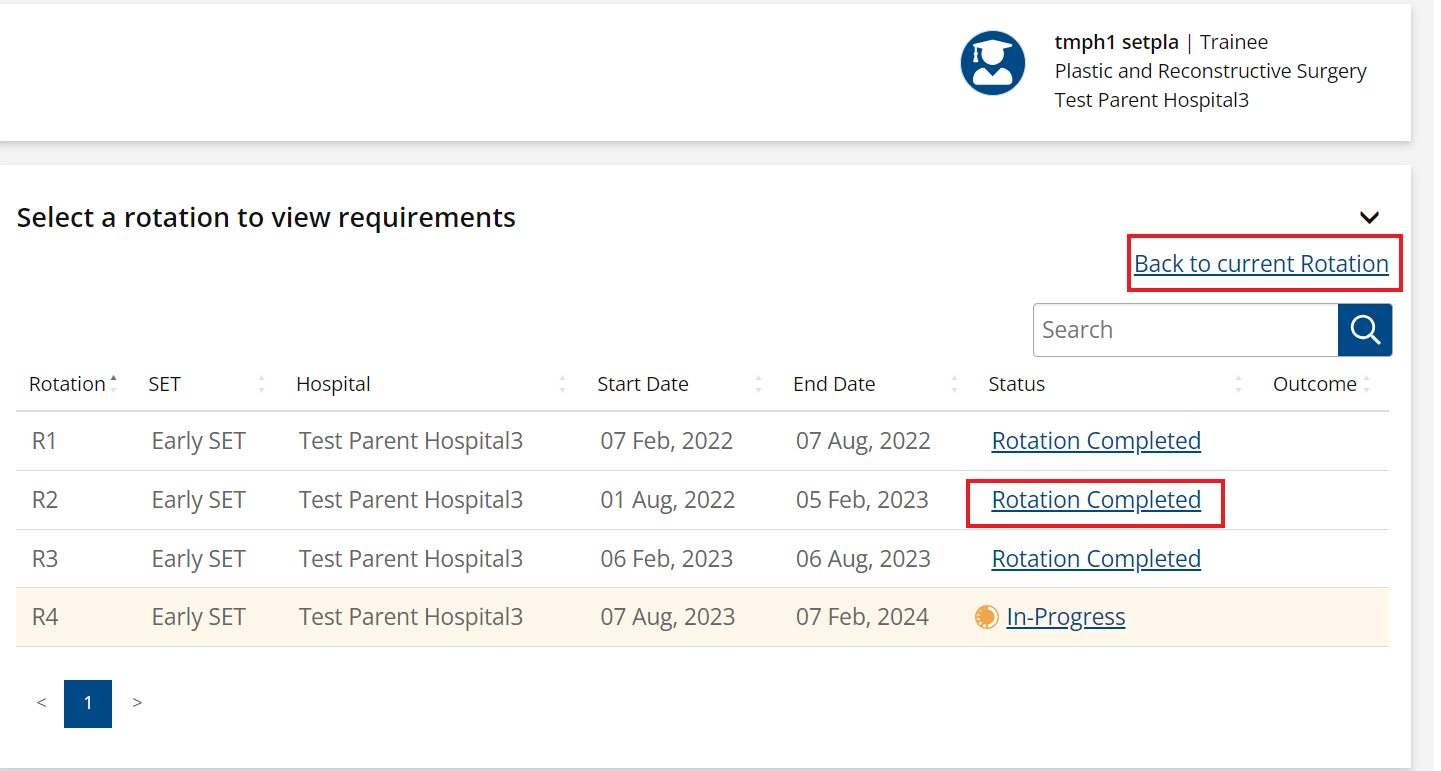 tmph1 setpla | Trainee
Plastic and Reconstructive Surgery
Test Parent Hospital3
Select a rotation to view requirements
Back to current Rotation
Search
Rotation SET Hospital Start Date End Date Status Outcome
R1 Early SET Test Parent Hospital3 07 Feb, 2022 07 Aug, 2022 Rotation Completed
R2 Early SET Test Parent Hospital3 01 Aug, 2022 05 Feb, 2023 Rotation Completed
R3 Early SET Test Parent Hospital3 06 Feb, 2023 06 Aug, 2023 Rotation Completed
R4 Early SET Test Parent Hospital3 07 Aug, 2023 07 Feb, 2024 In-Progress
< 1 >